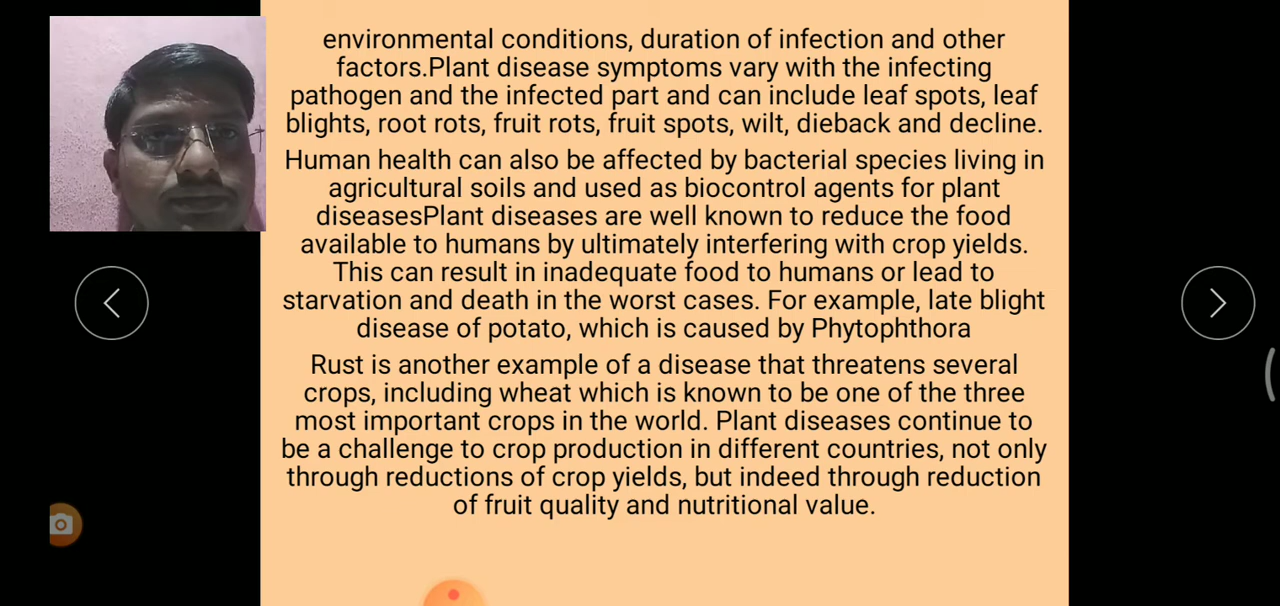 environmental conditions, duration of infection and other
factors.Plant disease symptoms vary with the infecting
pathogen and the infected part and can include leaf spots, leaf
blights, root rots, fruit rots, fruit spots, wilt, dieback and decline.
Human health can also be affected by bacterial species living in
agricultural soils and used as biocontrol agents for plant
diseasesPlant diseases are well known to reduce the food
available to humans by ultimately interfering with crop yields.
This can result in inadequate food to humans or lead to
starvation and death in the worst cases. For example, late blight
disease of potato, which is caused by Phytophthora
Rust is another example of a disease that threatens several
crops, including wheat which is known to be one of the three
most important crops in the world. Plant diseases continue to
be a challenge to crop production in different countries, not only
through reductions of crop yields, but indeed through reduction
of fruit quality and nutritional value.